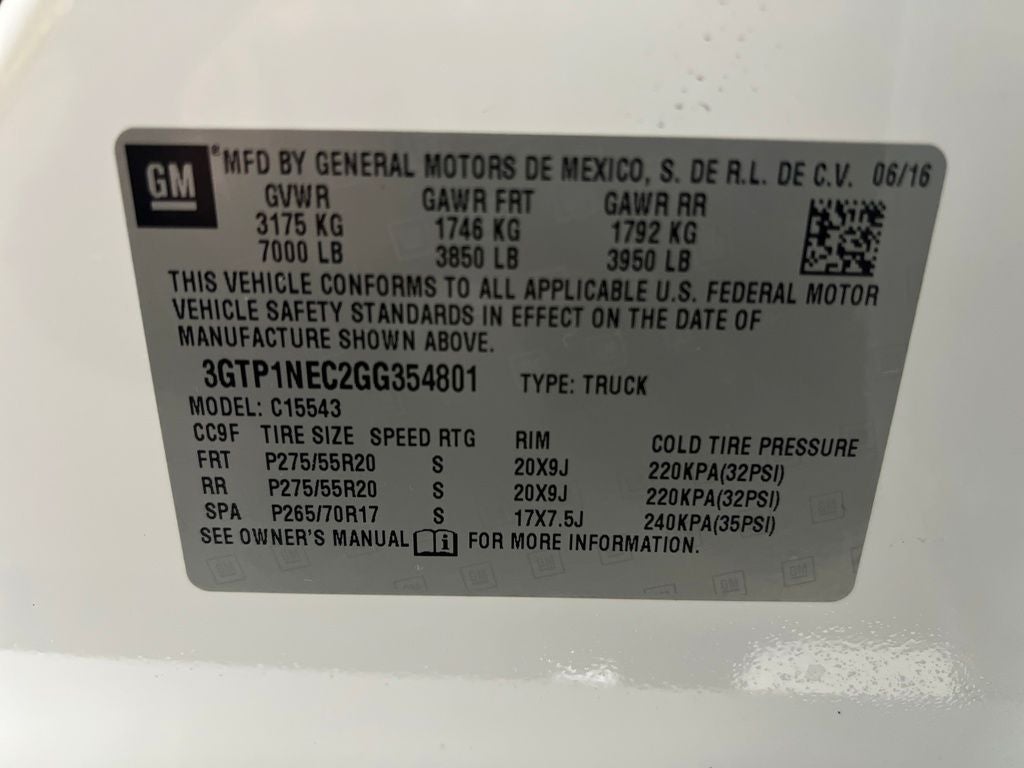 GM ®MFD BY GENERAL MOTORS DE MEXICO, S. DE R.L. DE C.V. 06/16
GVWR GAWR FRT GAWR RR
3175 KG 1746 KG 1792 KG
7000 LB 3850 LB 3950 LB
THIS VEHICLE CONFORMS TO ALL APPLICABLE U.S. FEDERAL MOTOR
VEHICLE SAFETY STANDARDS IN EFFECT ON THE DATE OF
MANUFACTURE SHOWN ABOVE.
3GTP1NEC2GG354801 TYPE: TRUCK
MODEL: C15543
CC9F TIRE SIZE SPEED RTG RIM COLD TIRE PRESSURE
FRT P275/55R20 S 20X9J 220KPA(32PSI)
RR P275/55R20 S 20X9J 220KPA(32PSI)
SPA P265/70R17 S 17X7.5J 240KPA(35PSI)
SEE OWNER'S MANUAL i FOR MORE INFORMATION.